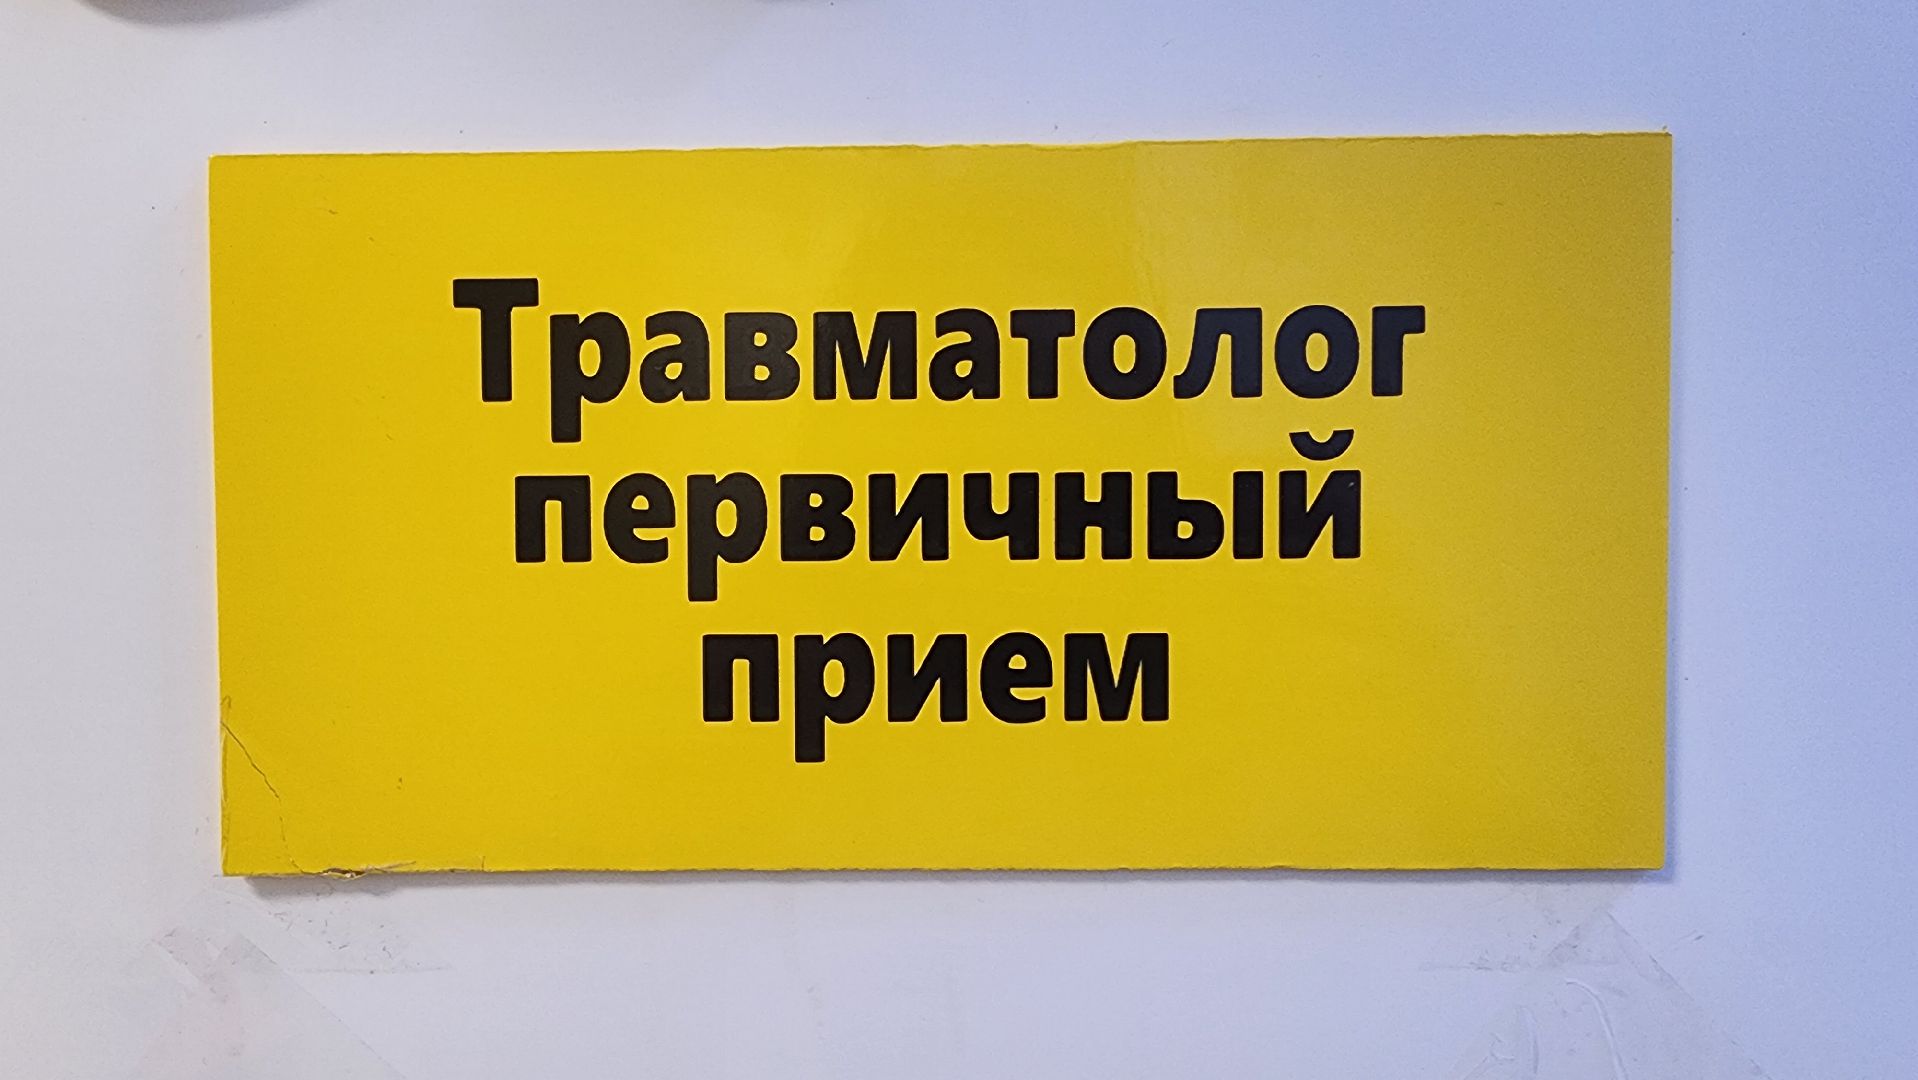 Травматолог
первичный
прием